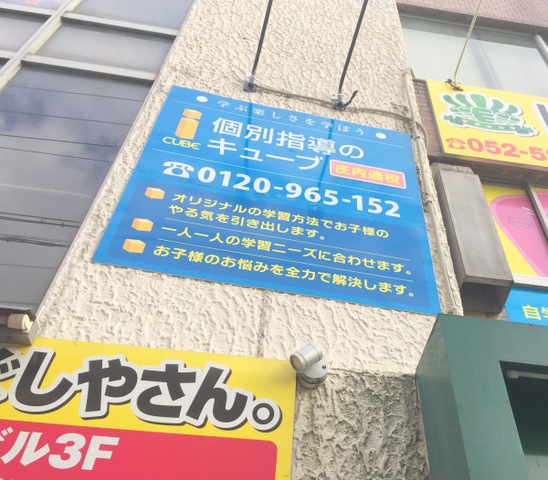 ● 学ぶ楽しさを学ぼう ●
i
CUBE
個別指導の
キューブ
庄内通校
☎0120-965-152
オリジナルの学習方法でお子様の
やる気を引き出します。
一人一人の学習ニーズに合わせます。
お子様のお悩みを全力で解決します。
☎052-5
自学
ぐしやさん。
ビル3F